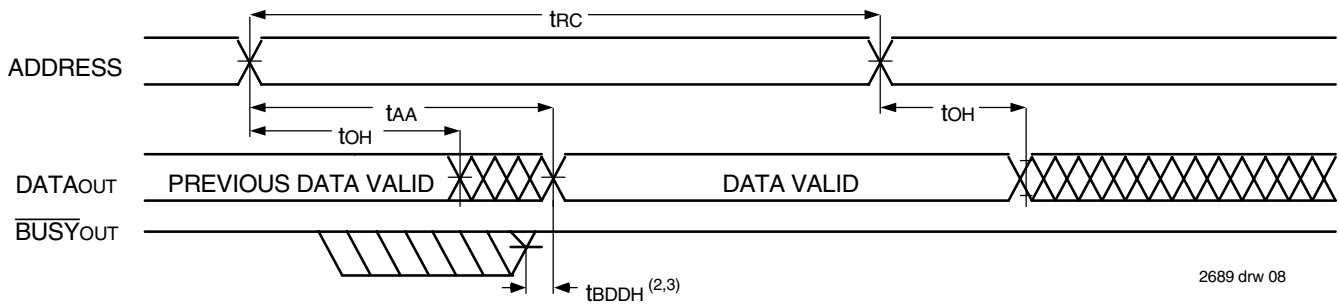 tRC
ADDRESS
tAA
tOH
tOH
DATAOUT
PREVIOUS DATA VALID
DATA VALID
BUSYOUT
tBDDH (2,3)
2689 drw 08